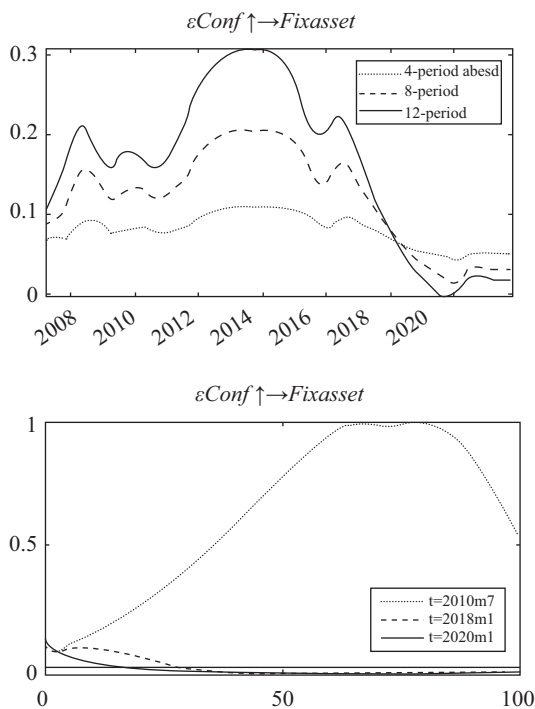 εConf ↑→Fixasset
0.3
0.2
0.1
0
4-period abesd
8-period
12-period
2008
2010
2012
2014
2016
2018
2020
εConf ↑→Fixasset
1
0.5
0
t=2010m7
t=2018m1
t=2020m1
0
50
100